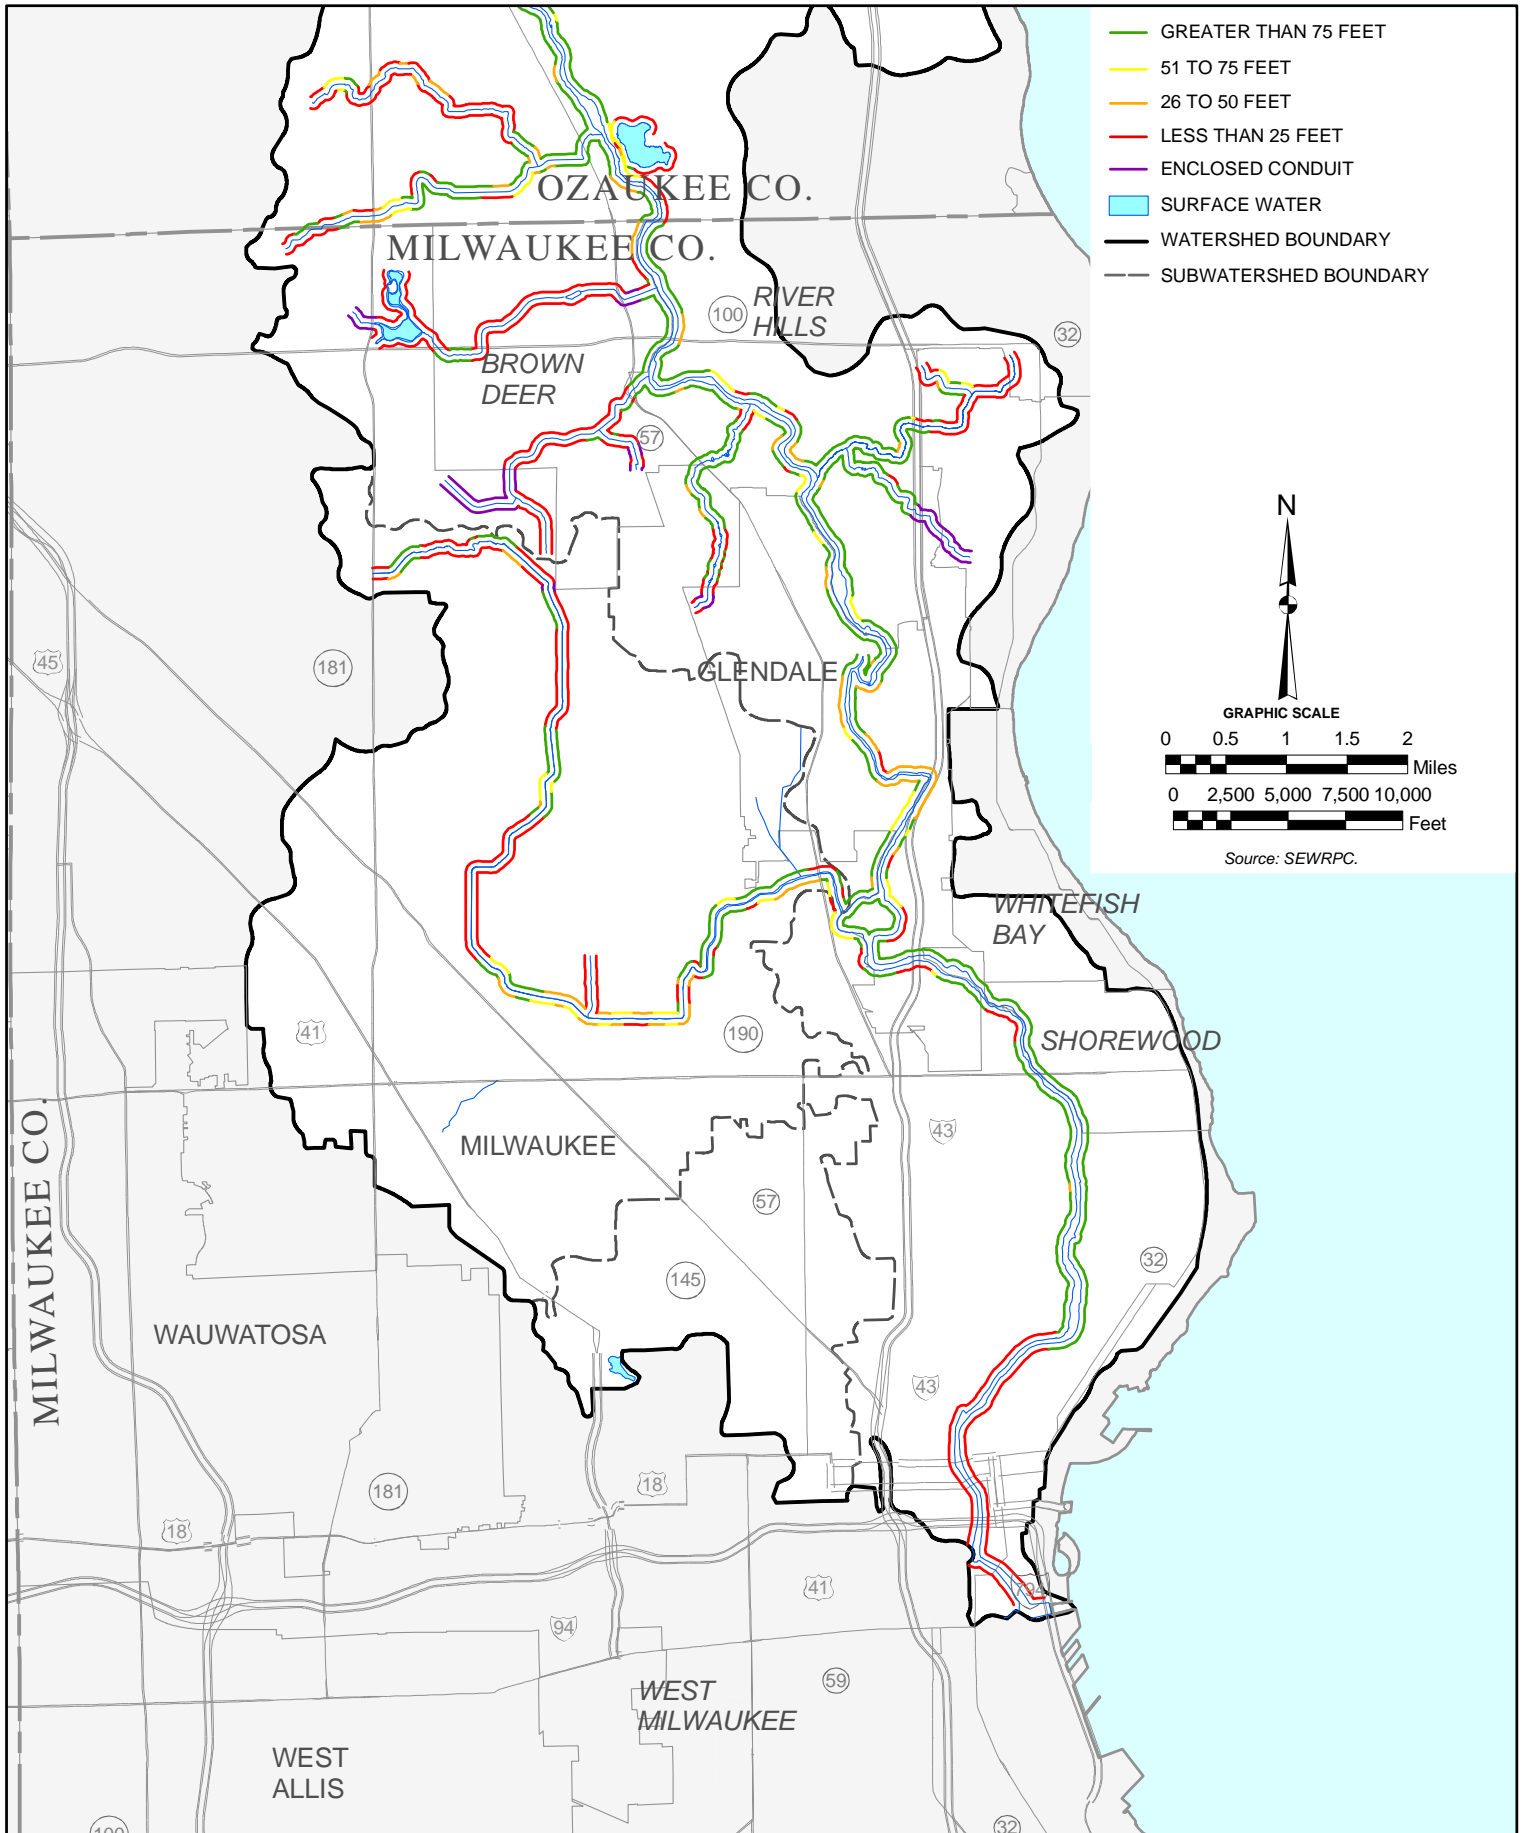 GREATER THAN 75 FEET
51 TO 75 FEET
26 TO 50 FEET
LESS THAN 25 FEET
ENCLOSED CONDUIT
SURFACE WATER
WATERSHED BOUNDARY
SUBWATERSHED BOUNDARY
OZAUKEE CO.
MILWAUKEE CO.
RIVER
HILLS
100
32
BROWN
DEER
57
N
45
181
GLENDALE
GRAPHIC SCALE
0 0.5 1 1.5 2
Miles
0 2,500 5,000 7,500 10,000
Feet
Source: SEWRPC.
WHITEFISH
BAY
41
190
SHOREWOOD
MILWAUKEE CO.
MILWAUKEE
43
57
32
145
WAUWATOSA
43
181
18
18
41
794
94
59
WEST
MILWAUKEE
WEST
ALLIS
100
32